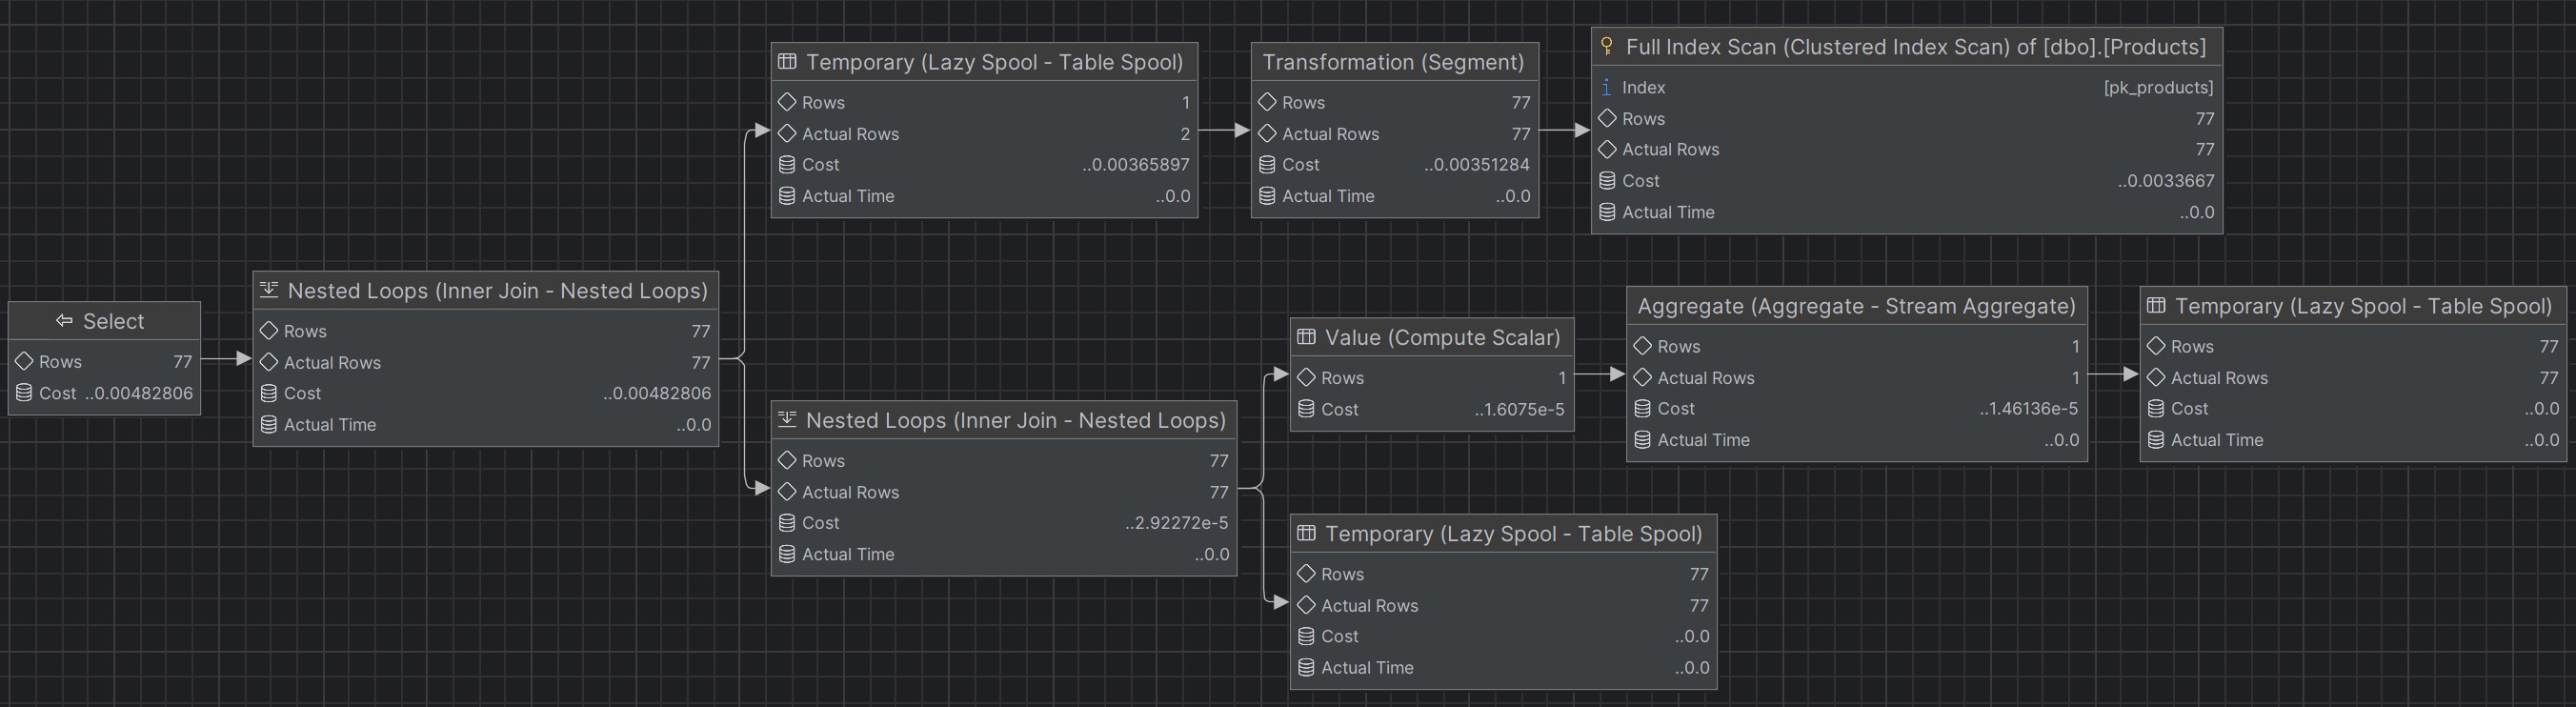 Select
Rows 77
Cost ..0.00482806
Nested Loops (Inner Join - Nested Loops)
Rows 77
Actual Rows 77
Cost ..0.00482806
Actual Time ..0.0
Temporary (Lazy Spool - Table Spool)
Rows 1
Actual Rows 2
Cost ..0.00365897
Actual Time ..0.0
Transformation (Segment)
Rows 77
Actual Rows 77
Cost ..0.00351284
Actual Time ..0.0
Full Index Scan (Clustered Index Scan) of [dbo].[Products]
Index [pk_products]
Rows 77
Actual Rows 77
Cost ..0.0033667
Actual Time ..0.0
Nested Loops (Inner Join - Nested Loops)
Rows 77
Actual Rows 77
Cost ..2.92272e-5
Actual Time ..0.0
Value (Compute Scalar)
Rows 1
Cost ..1.6075e-5
Aggregate (Aggregate - Stream Aggregate)
Rows 1
Actual Rows 1
Cost ..1.46136e-5
Actual Time ..0.0
Temporary (Lazy Spool - Table Spool)
Rows 77
Actual Rows 77
Cost ..0.0
Actual Time ..0.0
Temporary (Lazy Spool - Table Spool)
Rows 77
Actual Rows 77
Cost ..0.0
Actual Time ..0.0